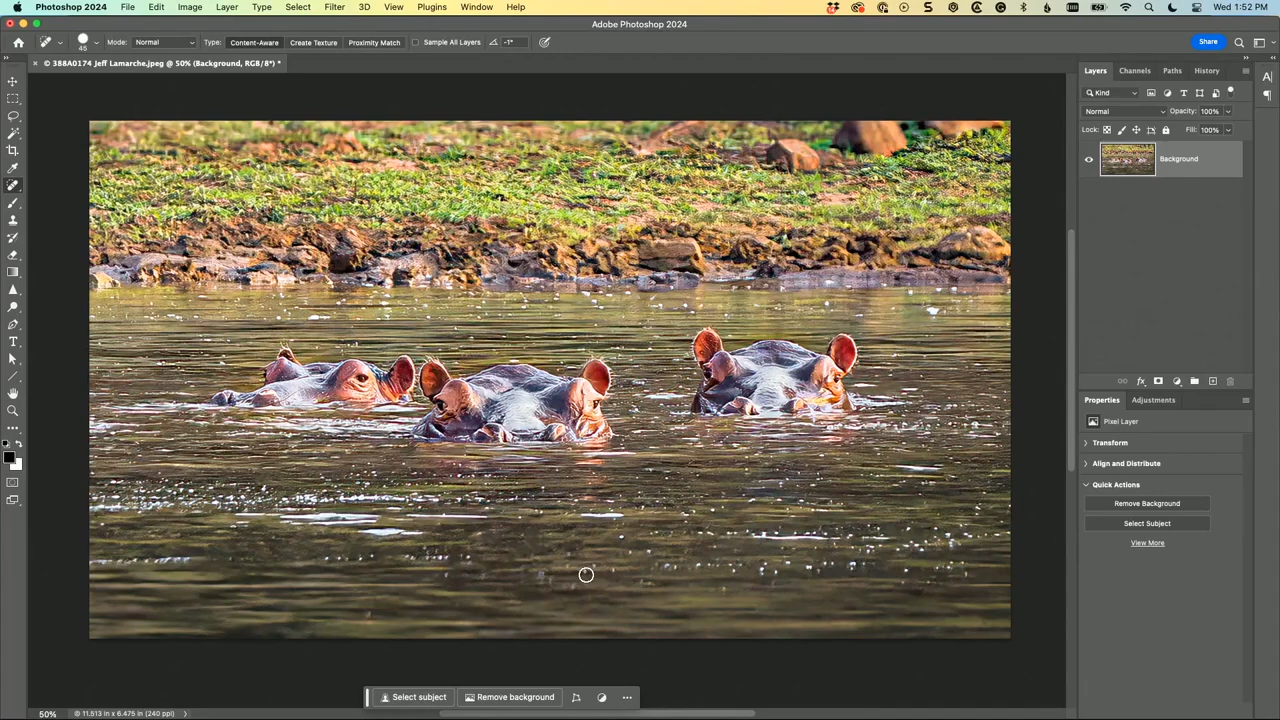 Photoshop 2024 File Edit Image Layer Type Select Filter 3D View Plugins Window Help Wed 1:52 PM
Adobe Photoshop 2024
45 Mode: Normal Type: Content-Aware Create Texture Proximity Match Sample All Layers -1° Share
© 388A0174 Jeff Lamarche.jpeg @ 50% (Background, RGB/8*) *
Layers Channels Paths History
Kind
Normal Opacity: 100%
Lock: Fill: 100%
Background
Properties Adjustments
Pixel Layer
Transform
Align and Distribute
Quick Actions
Remove Background
Select Subject
View More
Select subject Remove background
50% 11.513 in x 6.475 in (240 ppi)